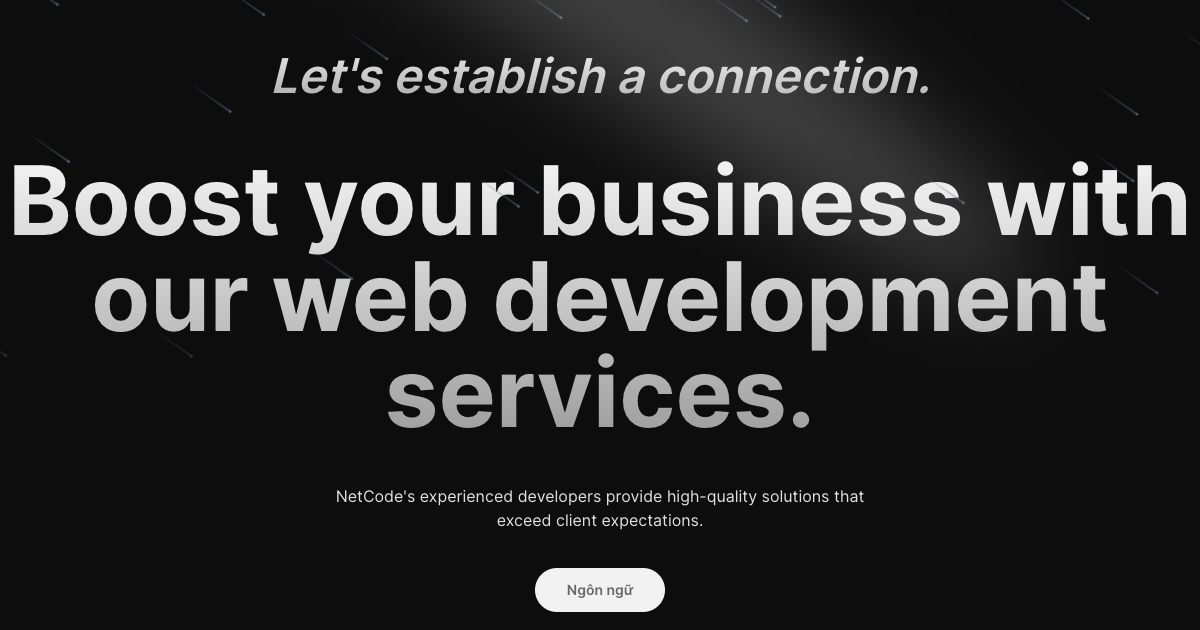 Let's establish a connection.
Boost your business with
our web development
services.
NetCode's experienced developers provide high-quality solutions that
exceed client expectations.
Ngôn ngữ